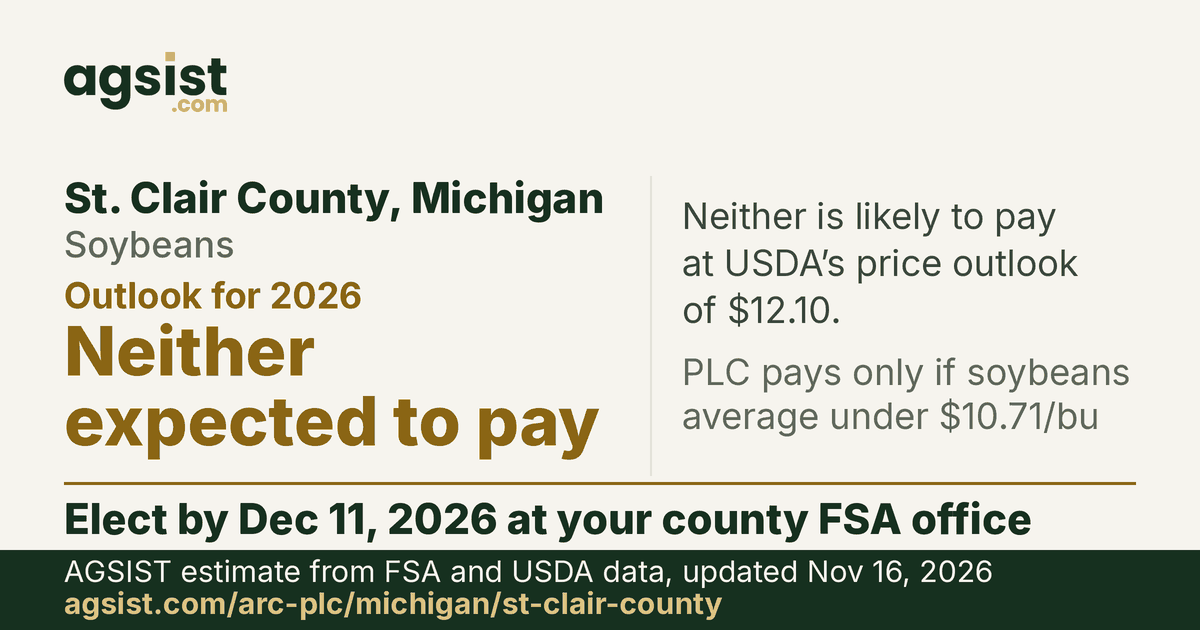 agsist
.com
St. Clair County, Michigan
Soybeans
Outlook for 2026
Neither
expected to pay
Neither is likely to pay
at USDA’s price outlook
of $12.10.
PLC pays only if soybeans
average under $10.71/bu
Elect by Dec 11, 2026 at your county FSA office
AGSIST estimate from FSA and USDA data, updated Nov 16, 2026
agsist.com/arc-plc/michigan/st-clair-county